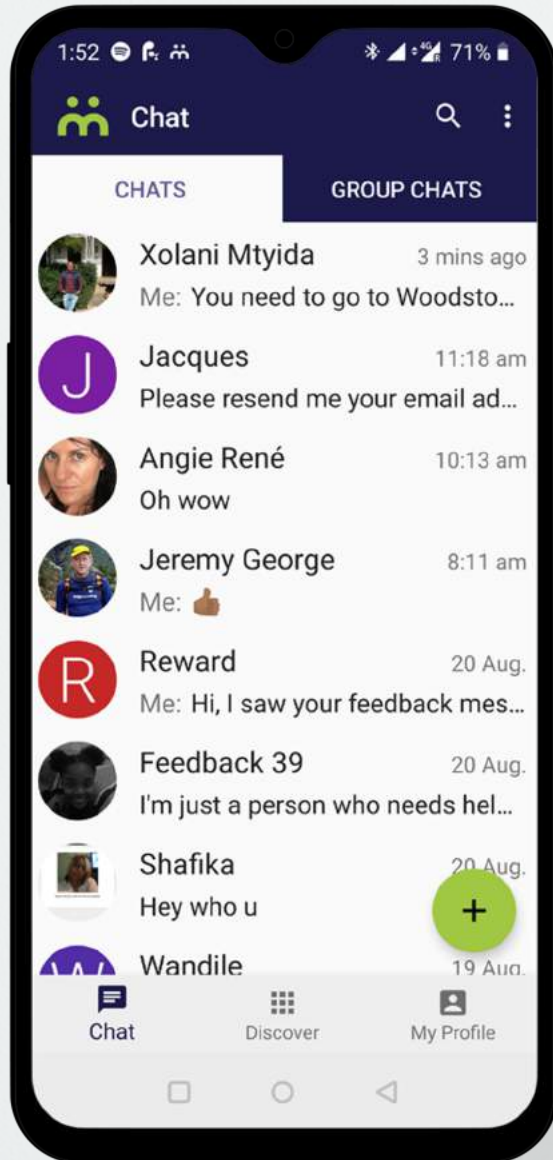 1:52
4G
R
71%
Chat
CHATS
GROUP CHATS
Xolani Mtyida
3 mins ago
Me: You need to go to Woodsto...
J
Jacques
11:18 am
Please resend me your email ad...
Angie René
10:13 am
Oh wow
Jeremy George
8:11 am
Me: 👍🏾
R
Reward
20 Aug.
Me: Hi, I saw your feedback mes...
Feedback 39
20 Aug.
I'm just a person who needs hel...
Shafika
20 Aug.
Hey who u
W
Wandile
19 Aug.
Chat
Discover
My Profile